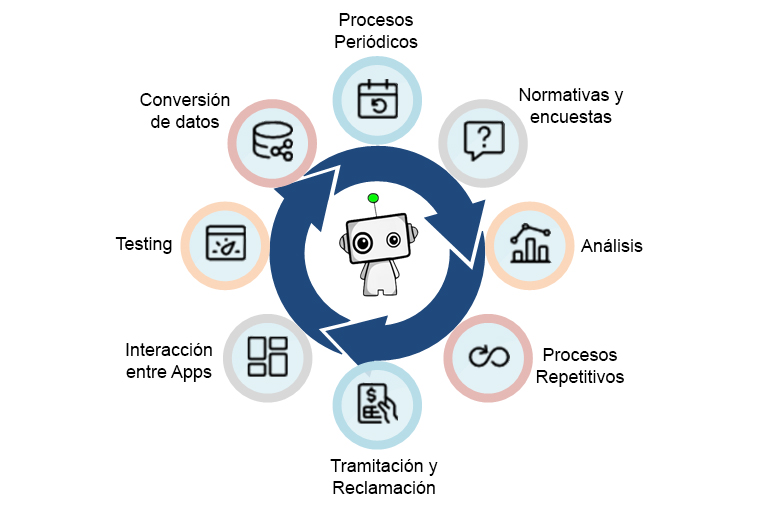 Procesos
Periódicos
Normativas y
encuestas
Análisis
Procesos
Repetitivos
Tramitación y
Reclamación
Interacción
entre Apps
Testing
Conversión
de datos
?
$